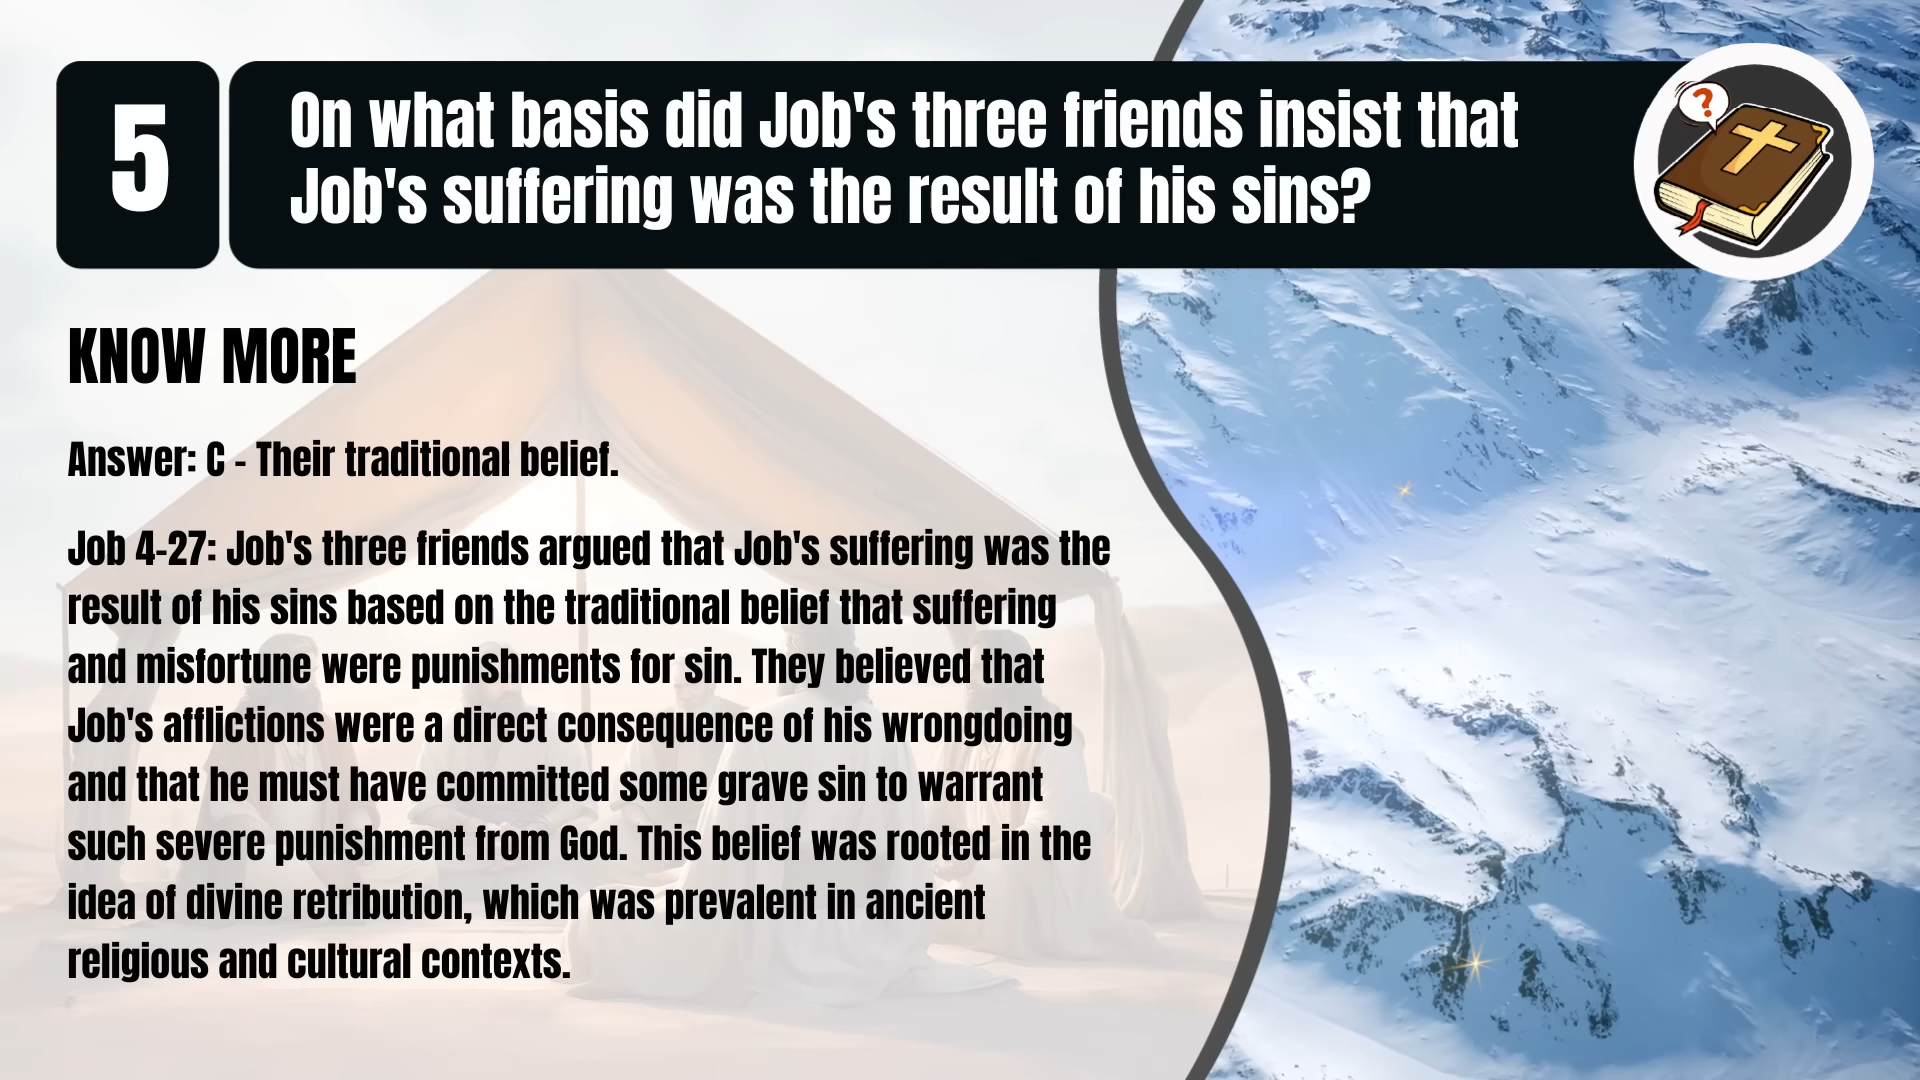 5
On what basis did Job's three friends insist that
Job's suffering was the result of his sins?
?
KNOW MORE
Answer: C - Their traditional belief.
Job 4-27: Job's three friends argued that Job's suffering was the
result of his sins based on the traditional belief that suffering
and misfortune were punishments for sin. They believed that
Job's afflictions were a direct consequence of his wrongdoing
and that he must have committed some grave sin to warrant
such severe punishment from God. This belief was rooted in the
idea of divine retribution, which was prevalent in ancient
religious and cultural contexts.